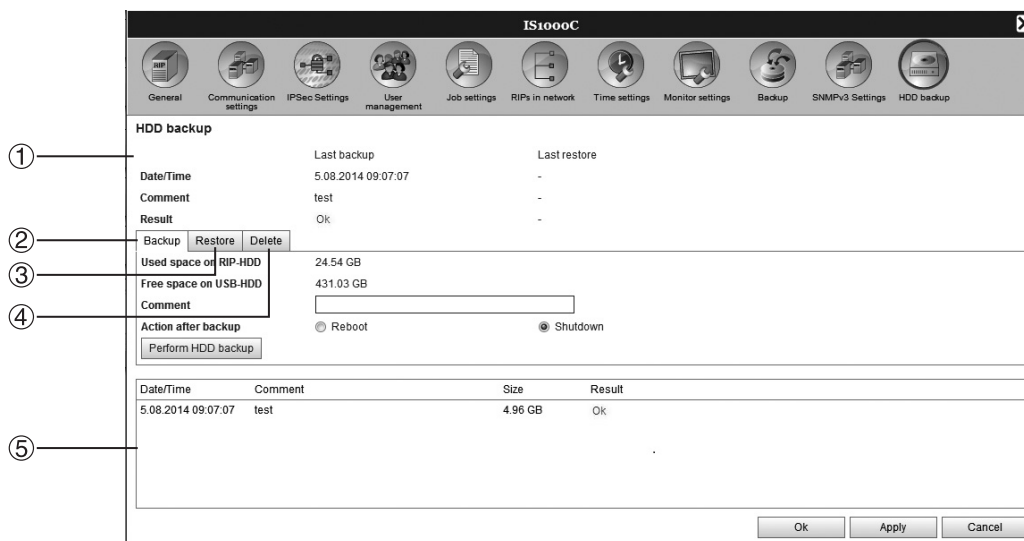 IS1000C
RIP
General Communication settings IPSec Settings User management Job settings RIPs in network Time settings Monitor settings Backup SNMPv3 Settings HDD backup
HDD backup
① Last backup Last restore
Date/Time 5.08.2014 09:07:07 -
Comment test -
Result Ok -
② Backup Restore Delete
③ Used space on RIP-HDD 24.54 GB
Free space on USB-HDD 431.03 GB
④ Comment
Action after backup Reboot Shutdown
Perform HDD backup
Date/Time Comment Size Result
5.08.2014 09:07:07 test 4.96 GB Ok
⑤
Ok Apply Cancel